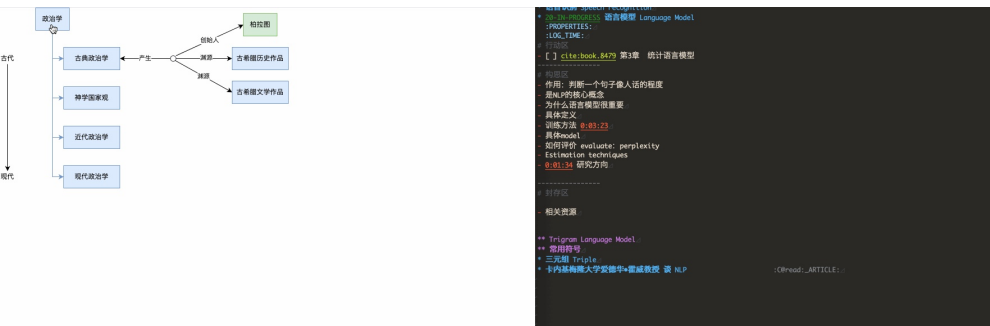 政治学
柏拉图
创始人
古代
古典政治学
产生
渊源
古希腊历史作品
渊源
古希腊文学作品
神学国家观
近代政治学
现代
现代政治学
语言识别 Speech recognition
* 20-IN-PROGRESS 语言模型 Language Model
:PROPERTIES:
:LOG_TIME:
# 行动区
- [ ] cite:book.8479 第3章 统计语言模型
----------------
# 构思区
- 作用: 判断一个句子像人话的程度
- 是NLP的核心概念
- 为什么语言模型很重要
- 具体定义
- 训练方法 0:03:23
- 具体model
- 如何评价 evaluate: perplexity
- Estimation techniques
- 0:01:34 研究方向
----------------
# 封存区
- 相关资源
** Trigram Language Model
** 常用符号
* 三元组 Triple
* 卡内基梅隆大学爱德华•霍威教授 谈 NLP :C@read:_ARTICLE: